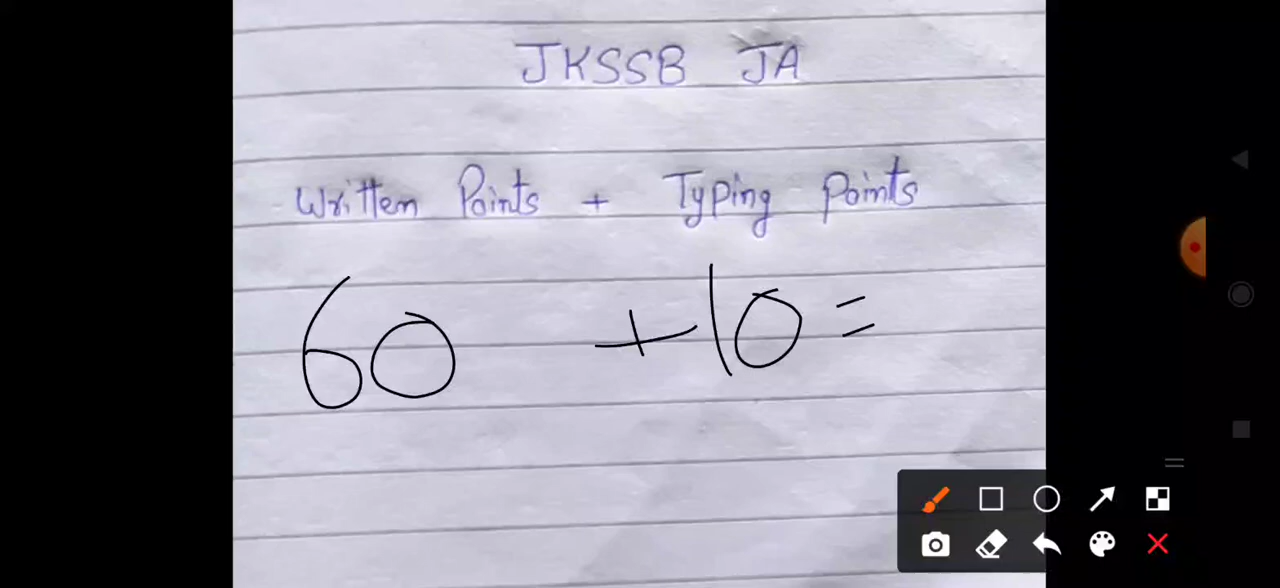 JKSSB JA
Written Points + Typing Points
60 + 10 =